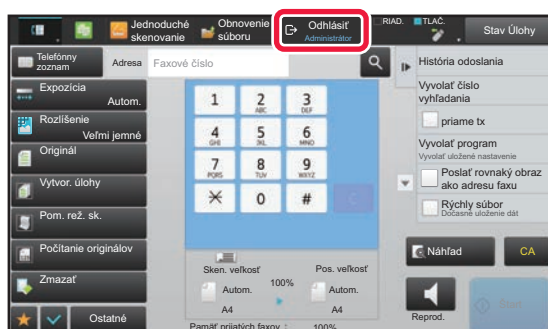 Jednoduché
skenovanie
Obnovenie
súboru
Odhlásiť
Administrátor
RIAD.
TLAČ.
Stav Úlohy
Telefónny
zoznam
Adresa
Faxové číslo
História odoslania
Expozícia
Autom.
Rozlíšenie
Veľmi jemné
Originál
Vytvor. úlohy
Pom. rež. sk.
Počítanie originálov
Zmazať
Ostatné
1
2
ABC
3
DEF
4
GHI
5
JKL
6
MNO
7
PQRS
8
TUV
9
WXYZ
0
#
C
Sken. veľkosť
Pos. veľkosť
Autom.
100%
Autom.
A4
A4
Pamäť prijatých faxov :
100%
Vyvolať číslo
vyhľadania
priame tx
Vyvolať program
Vyvolať uložené nastavenie
Poslať rovnaký obraz
ako adresu faxu
Rýchly súbor
Dočasné uloženie dát
Náhľad
CA
Reprod.
Štart